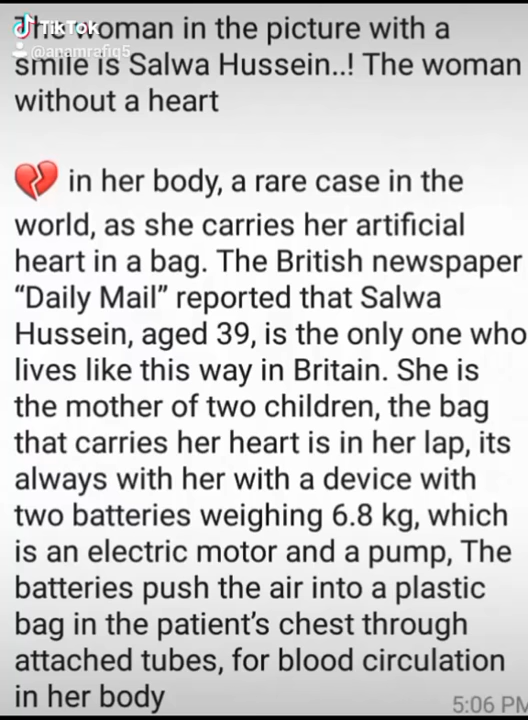 The woman in the picture with a
TikTok
@anamrafiq5
smile is Salwa Hussein..! The woman
without a heart
💔 in her body, a rare case in the
world, as she carries her artificial
heart in a bag. The British newspaper
“Daily Mail” reported that Salwa
Hussein, aged 39, is the only one who
lives like this way in Britain. She is
the mother of two children, the bag
that carries her heart is in her lap, its
always with her with a device with
two batteries weighing 6.8 kg, which
is an electric motor and a pump, The
batteries push the air into a plastic
bag in the patient’s chest through
attached tubes, for blood circulation
in her body
5:06 PM